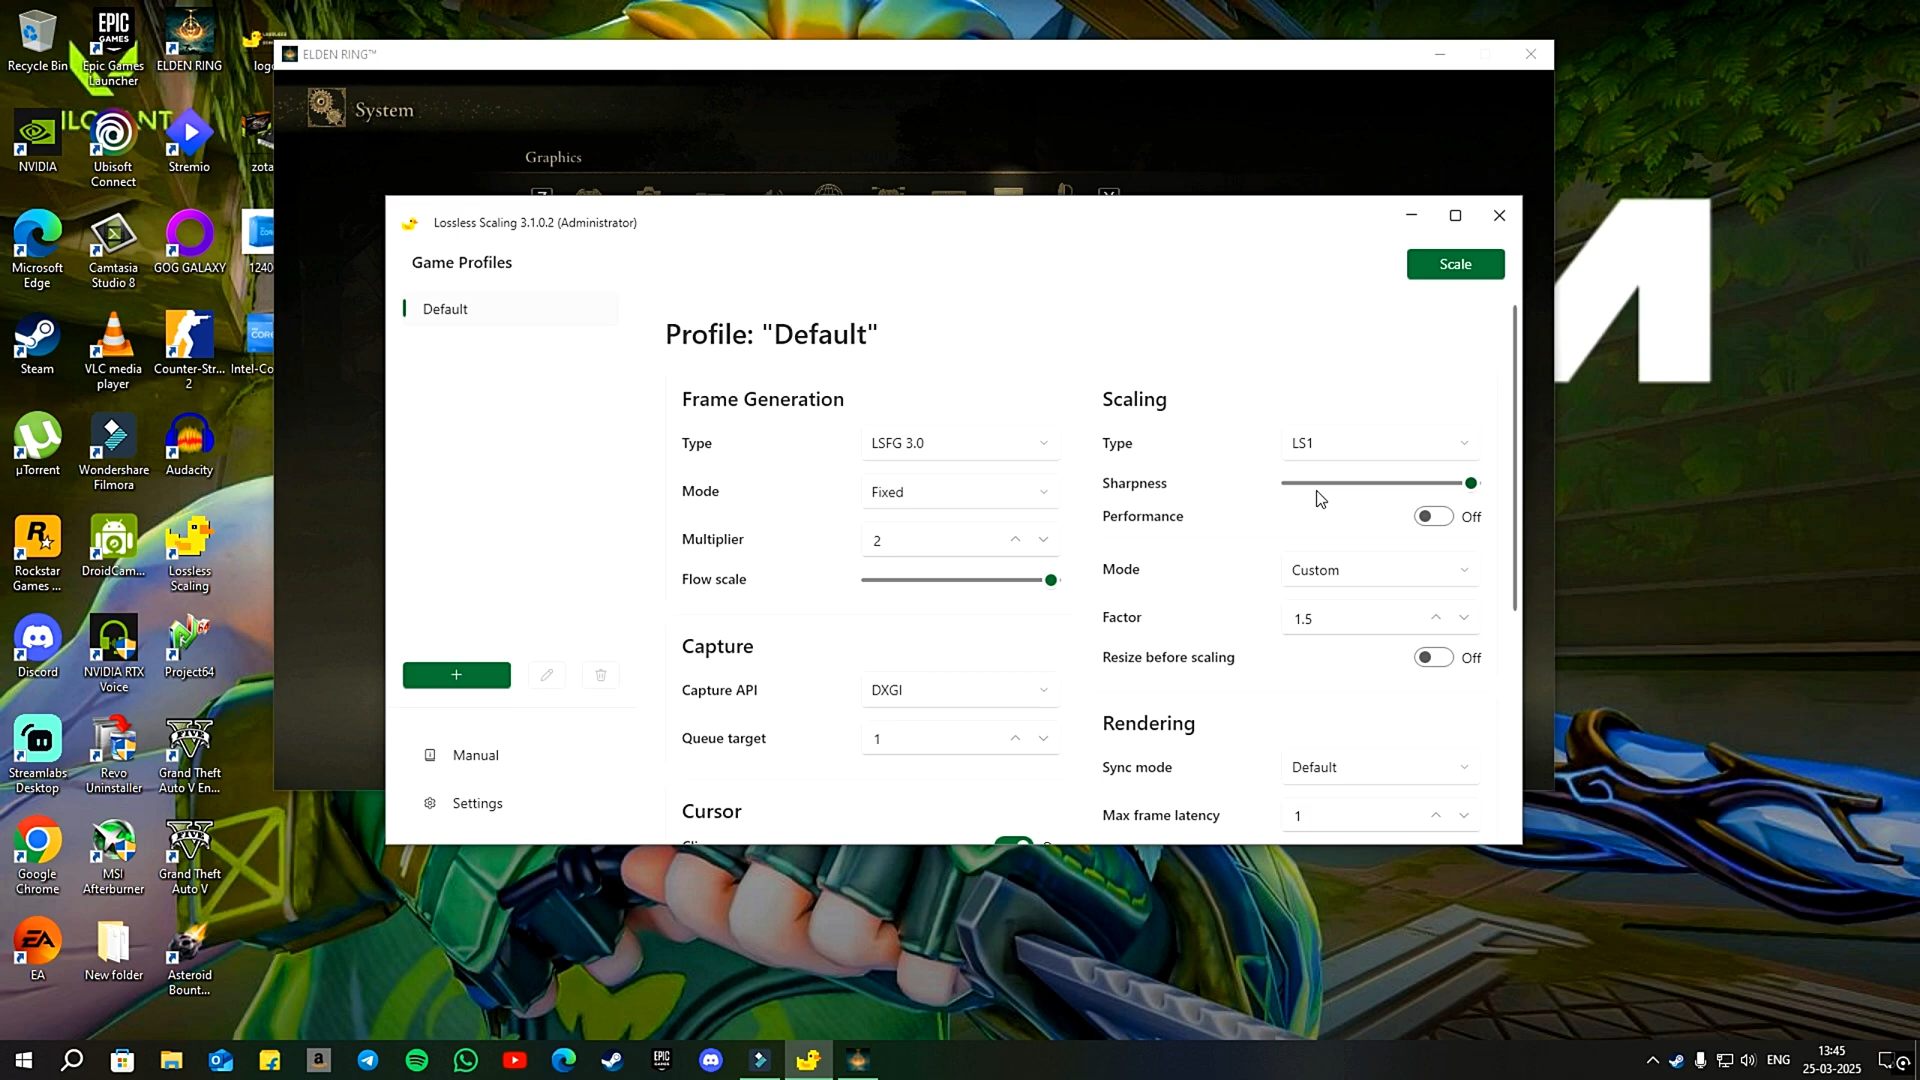 Recycle Bin
EPIC
GAMES
Epic Games
Launcher
ELDEN RING
NVIDIA
Ubisoft
Connect
Stremio
zota
Microsoft
Edge
Camtasia
Studio 8
GOG GALAXY
1240
Steam
VLC media
player
Counter-Str...
2
Intel-Co
µTorrent
Wondershare
Filmora
Audacity
Rockstar
Games ...
DroidCam...
Lossless
Scaling
Discord
NVIDIA RTX
Voice
Project64
Streamlabs
Desktop
Revo
Uninstaller
Grand Theft
Auto V En...
Google
Chrome
MSI
Afterburner
Grand Theft
Auto V
EA
New folder
Asteroid
Bount...
ELDEN RING™
System
Graphics
Lossless Scaling 3.1.0.2 (Administrator)
Game Profiles
Scale
Default
Profile: "Default"
Frame Generation
Type
LSFG 3.0
Mode
Fixed
Multiplier
2
Flow scale
Capture
Capture API
DXGI
Queue target
1
Cursor
Scaling
Type
LS1
Sharpness
Performance
Off
Mode
Custom
Factor
1.5
Resize before scaling
Off
Rendering
Sync mode
Default
Max frame latency
1
+
Manual
Settings
ENG
13:45
25-03-2025